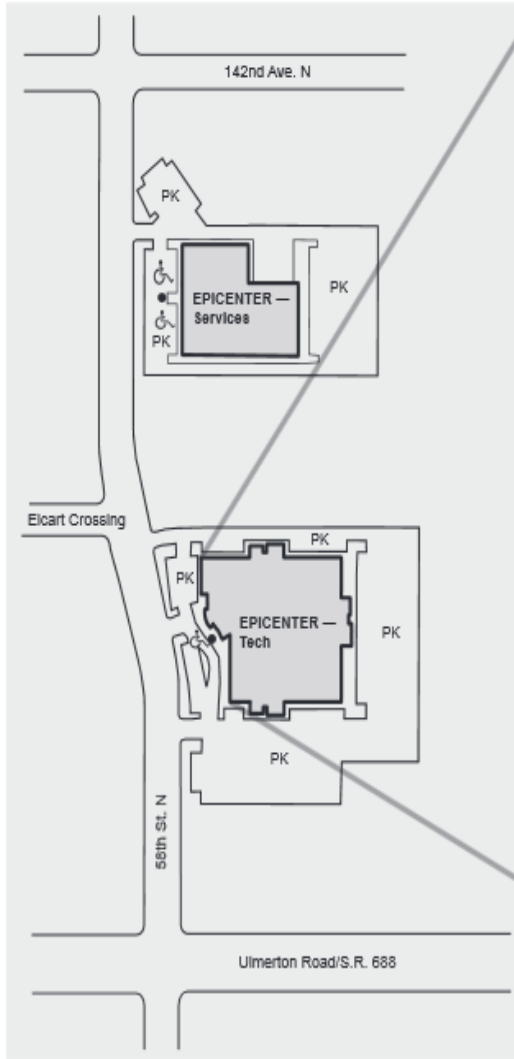 142nd Ave. N
PK
EPICENTER —
Services
PK
PK
Elcart Crossing
PK
PK
EPICENTER —
Tech
PK
PK
58th St. N
Ulmerton Road/S.R. 688